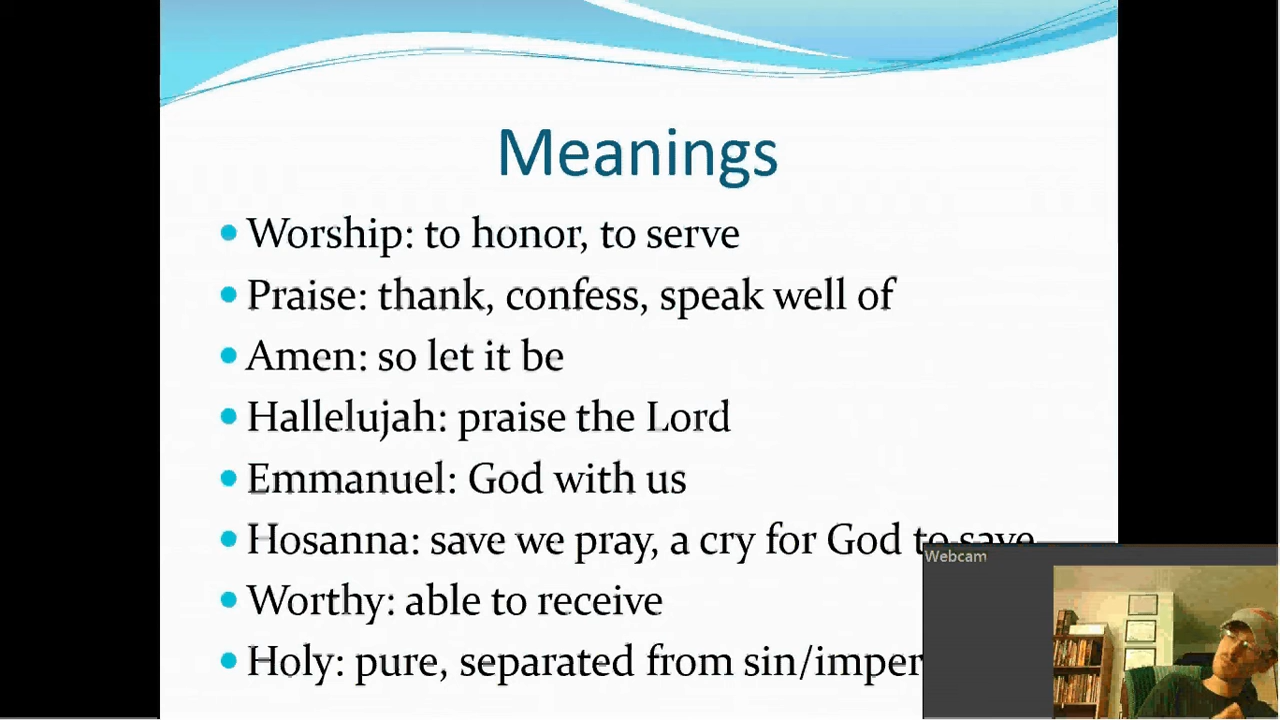 Meanings
Worship: to honor, to serve
Praise: thank, confess, speak well of
Amen: so let it be
Hallelujah: praise the Lord
Emmanuel: God with us
Hosanna: save we pray, a cry for God to save
Webcam
Worthy: able to receive
Holy: pure, separated from sin/imper